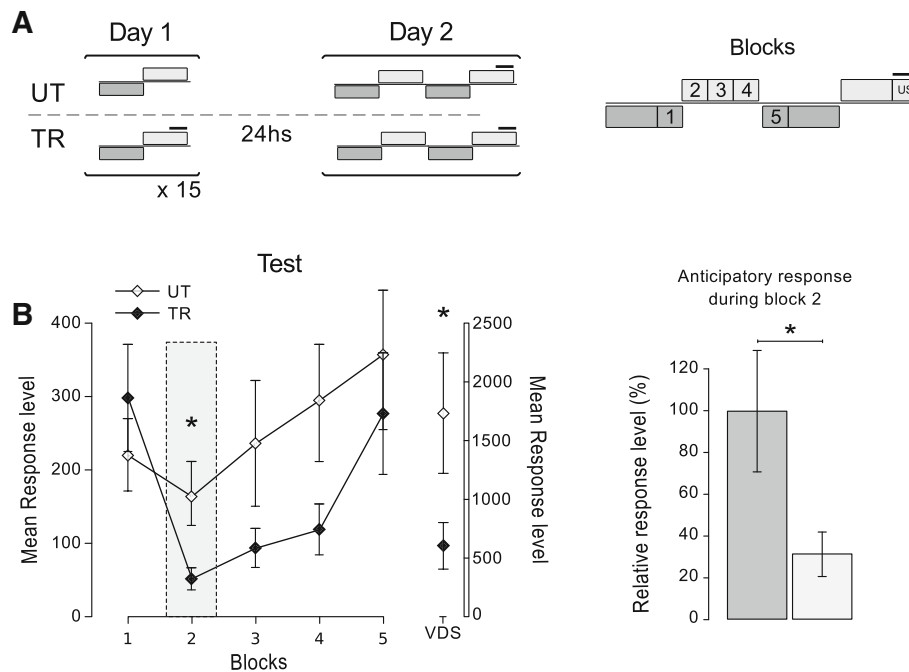 A
Day 1
Day 2
UT
TR
24hs
x 15
Blocks
1
2 3 4
5
US
B
Test
UT
TR
Mean Response level
400
300
200
100
0
*
1 2 3 4 5
Blocks
*
VDS
2500
2000
1500
1000
500
0
Mean Response level
Anticipatory response
during block 2
*
Relative response level (%)
120
100
80
60
40
20
0